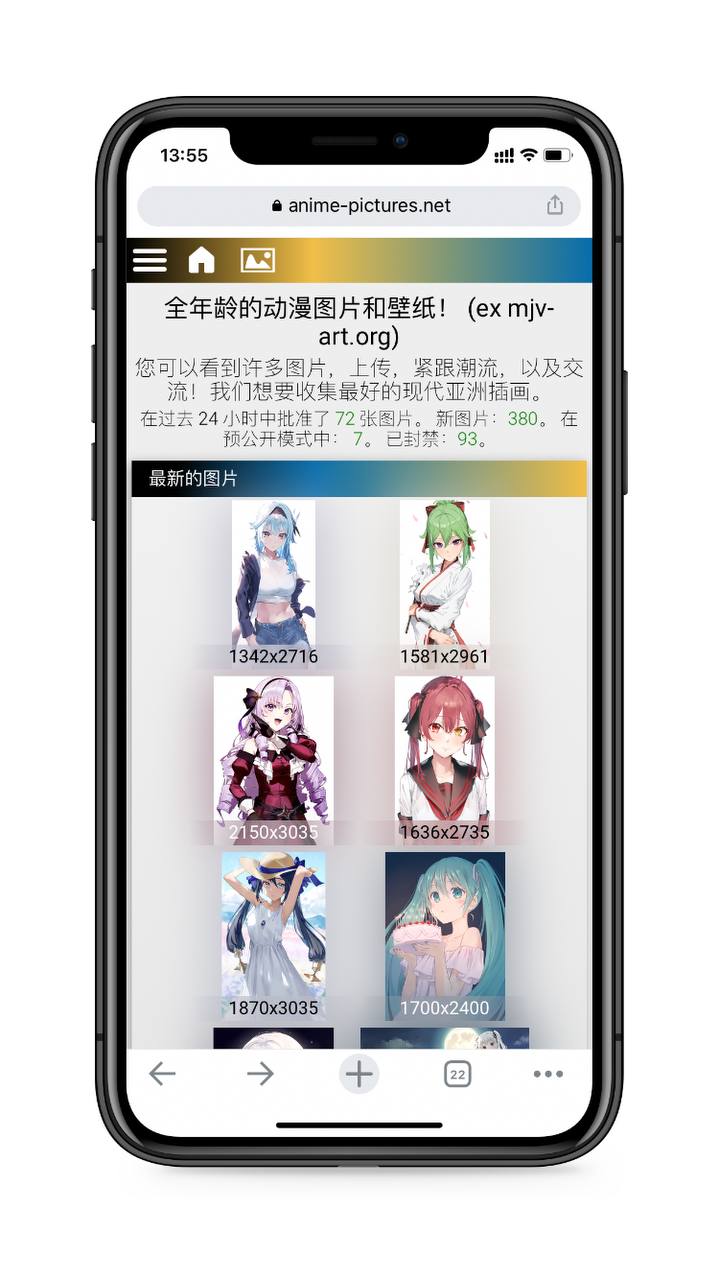 13:55
anime-pictures.net
全年龄的动漫图片和壁纸！ (ex mjv-
art.org)
您可以看到许多图片，上传，紧跟潮流，以及交
流！我们想要收集最好的现代亚洲插画。
在过去 24 小时中批准了 72 张图片。 新图片：380。 在
预公开模式中： 7。 已封禁：93。
最新的图片
1342x2716 1581x2961
2150x3035 1636x2735
1870x3035 1700x2400
22